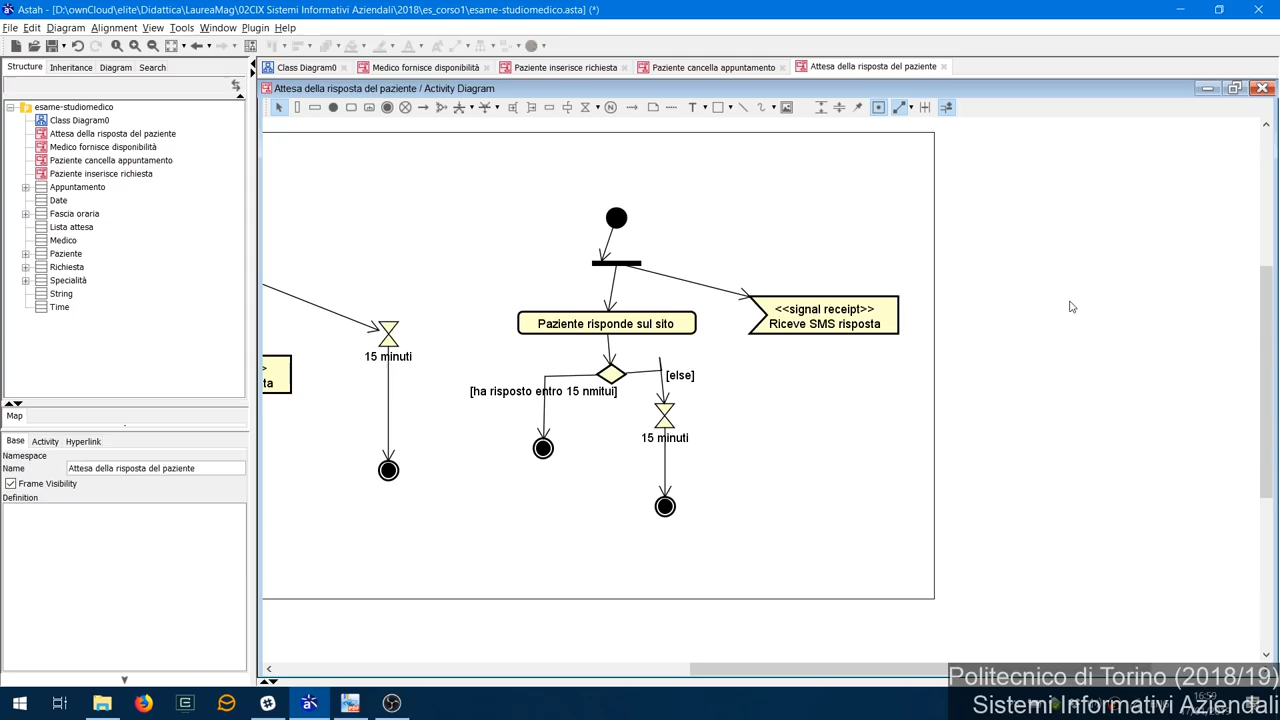 Astah - [D:\ownCloud\elite\Didattica\LaureaMag\02CIX Sistemi Informativi Aziendali\2018\es_corso1\esame-studiomedico.asta] (*)
File Edit Diagram Alignment View Tools Window Plugin Help
Structure Inheritance Diagram Search
Class Diagram0 Medico fornisce disponibilità Paziente inserisce richiesta Paziente cancella appuntamento Attesa della risposta del paziente
Attesa della risposta del paziente / Activity Diagram
esame-studiomedico
Class Diagram0
Attesa della risposta del paziente
Medico fornisce disponibilità
Paziente cancella appuntamento
Paziente inserisce richiesta
Appuntamento
Date
Fascia oraria
Lista attesa
Medico
Paziente
Richiesta
Specialità
String
Time
Map
Base Activity Hyperlink
Namespace
Name Attesa della risposta del paziente
Frame Visibility
Definition
15 minuti
>
ta
Paziente risponde sul sito
<<signal receipt>>
Riceve SMS risposta
[ha risposto entro 15 nmitui]
[else]
15 minuti
Politecnico di Torino (2018/19)
16:59
Sistemi Informativi Aziendali